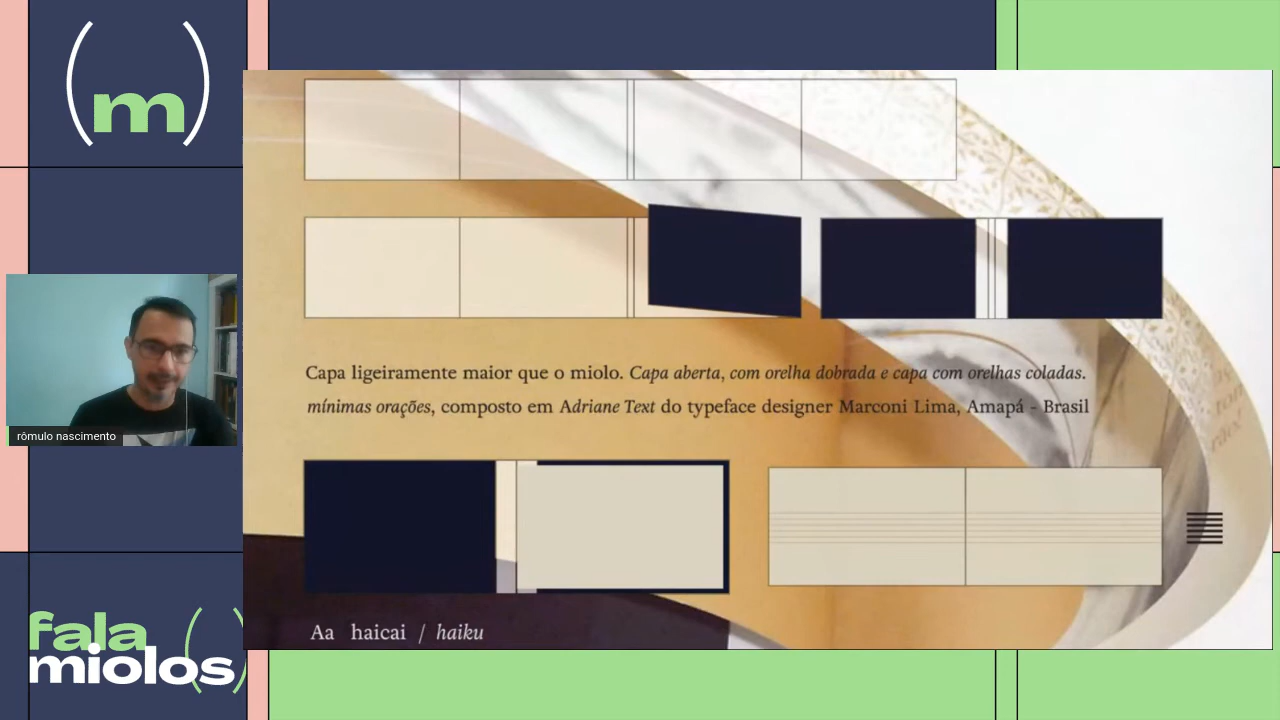 (m)
Capa ligeiramente maior que o miolo. Capa aberta, com orelha dobrada e capa com orelhas coladas.
mínimas orações, composto em Adriane Text do typeface designer Marconi Lima, Amapá - Brasil
rômulo nascimento
Aa haicai / haiku
fala
miolos()